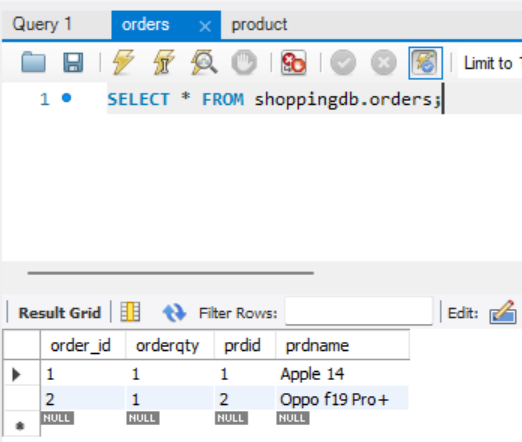 Query 1 orders × product
Limit to
1 SELECT * FROM shoppingdb.orders;
Result Grid Filter Rows: Edit:
order_id orderqty prdid prdname
1 1 1 Apple 14
2 1 2 Oppo f19 Pro+
NULL NULL NULL NULL